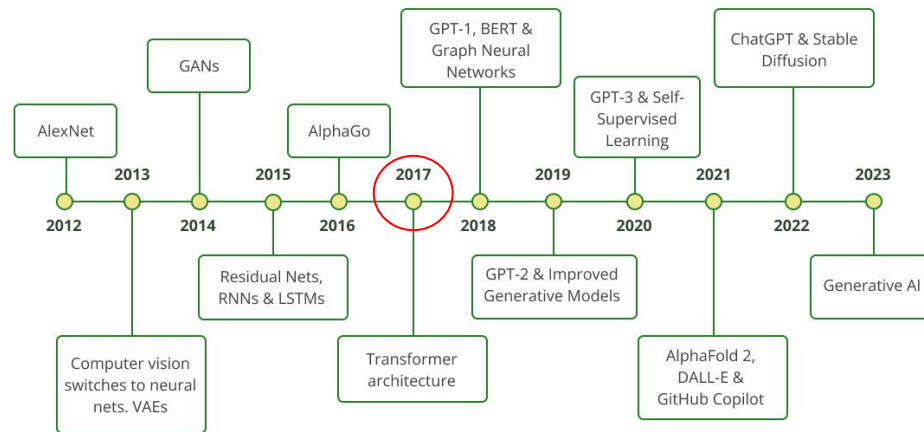 GPT-1, BERT &
Graph Neural
Networks
ChatGPT & Stable
Diffusion
GANs
GPT-3 & Self-
Supervised
Learning
AlexNet
AlphaGo
2013
2015
2017
2019
2021
2023
2012
2014
2016
2018
2020
2022
Residual Nets,
RNNs & LSTMs
GPT-2 & Improved
Generative Models
Generative AI
Computer vision
switches to neural
nets. VAEs
Transformer
architecture
AlphaFold 2,
DALL-E &
GitHub Copilot